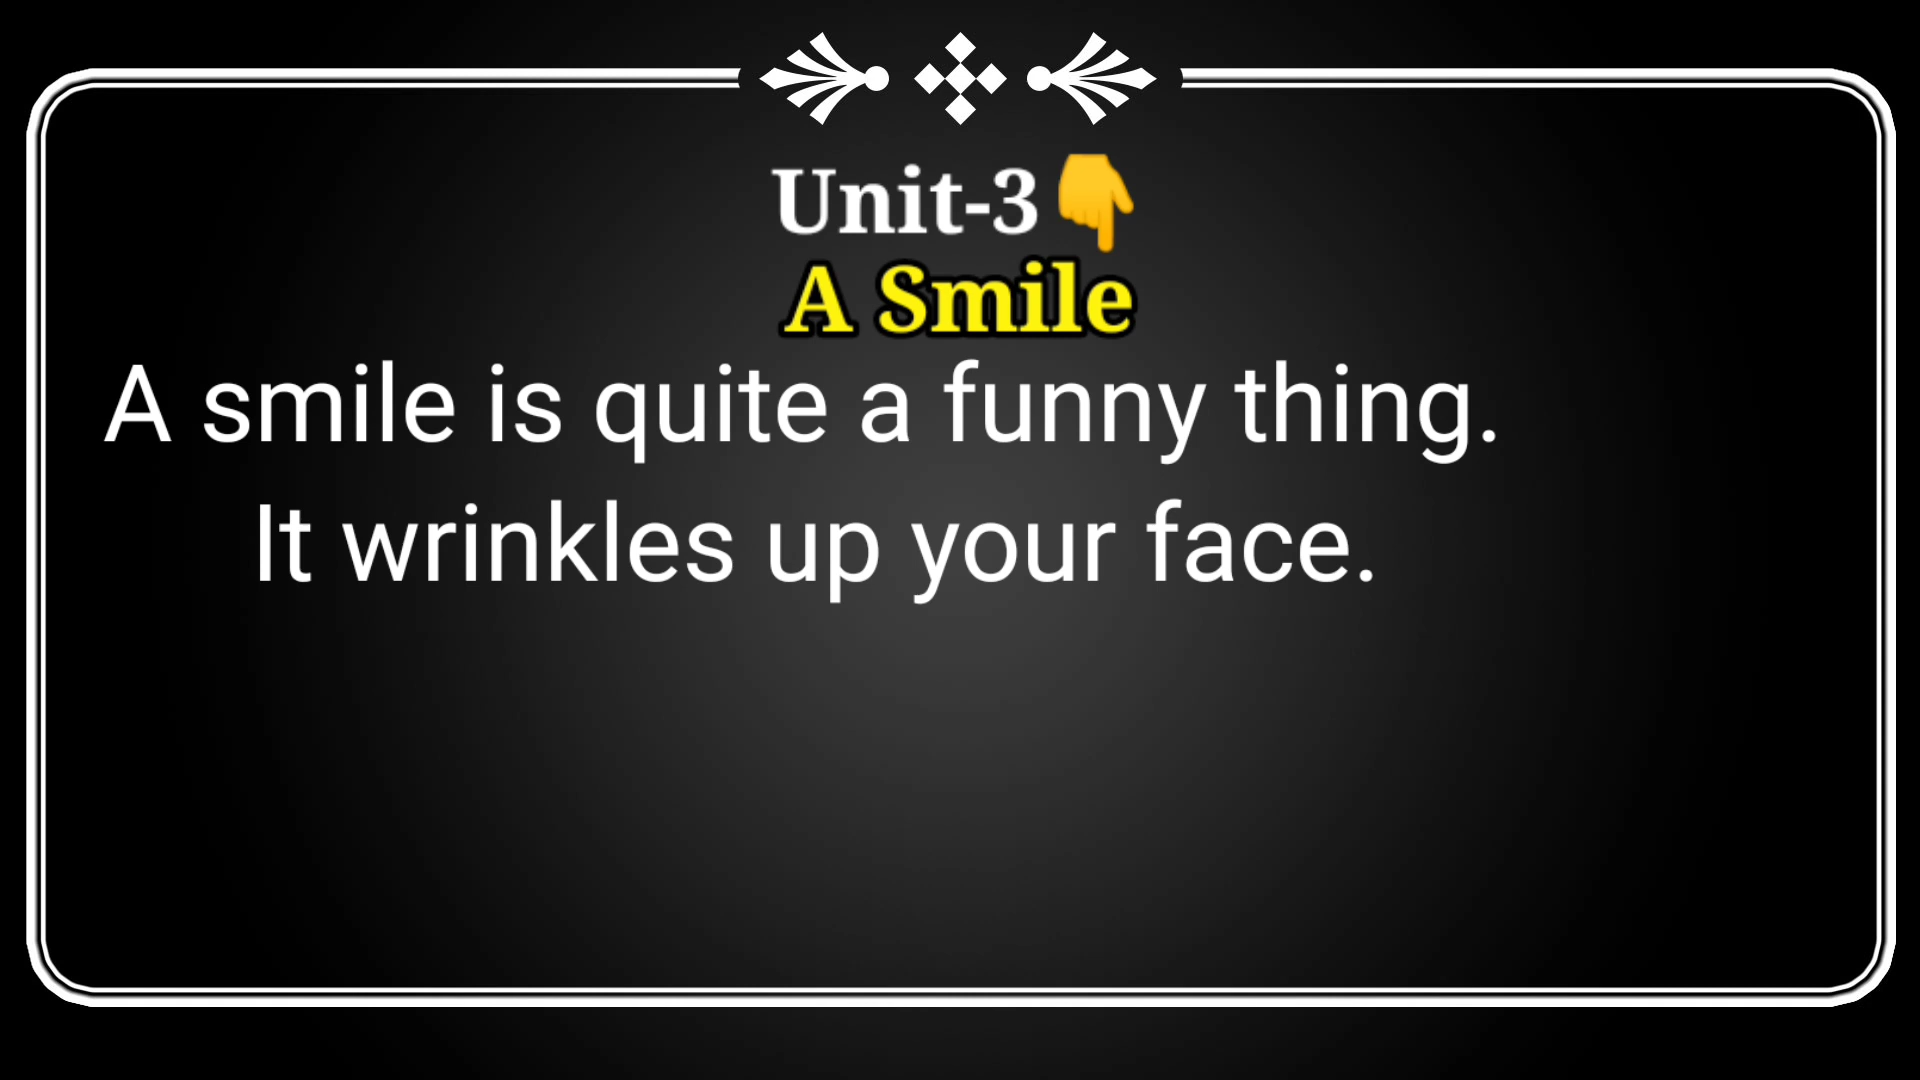 Unit-3👇
A Smile
A smile is quite a funny thing.
It wrinkles up your face.